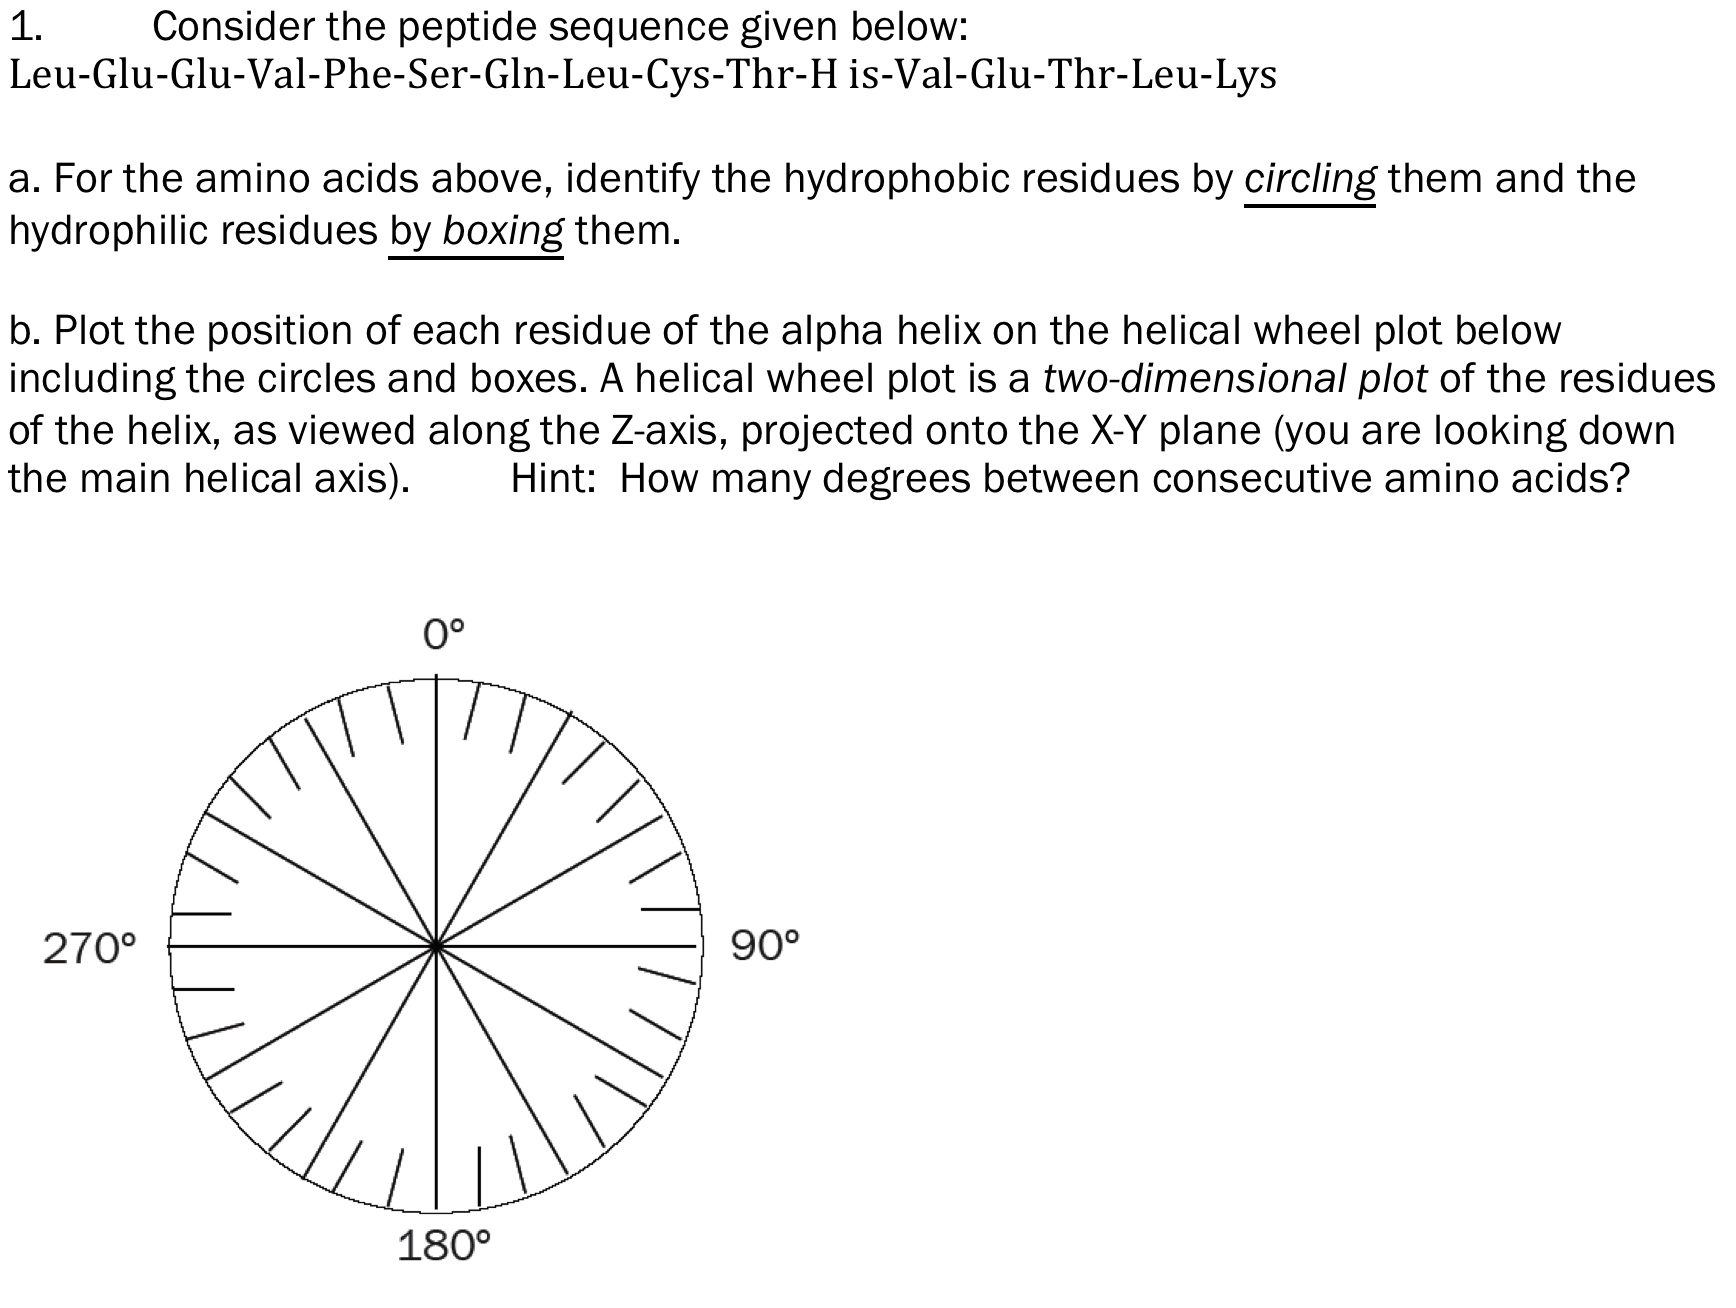 1. Consider the peptide sequence given below:
Leu-Glu-Glu-Val-Phe-Ser-Gln-Leu-Cys-Thr-H is-Val-Glu-Thr-Leu-Lys
a. For the amino acids above, identify the hydrophobic residues by circling them and the
hydrophilic residues by boxing them.
b. Plot the position of each residue of the alpha helix on the helical wheel plot below
including the circles and boxes. A helical wheel plot is a two-dimensional plot of the residues
of the helix, as viewed along the Z-axis, projected onto the X-Y plane (you are looking down
the main helical axis). Hint: How many degrees between consecutive amino acids?
0º
270º
90º
180º